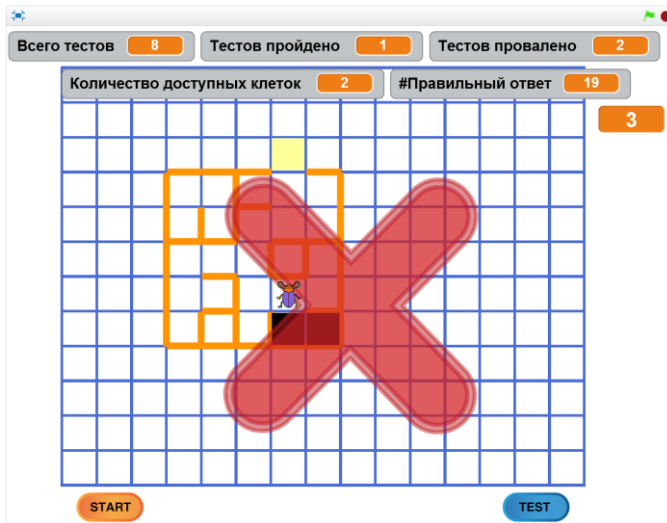 Всего тестов 8 Тестов пройдено 1 Тестов провалено 2
Количество доступных клеток 2 #Правильный ответ 19
3
START TEST